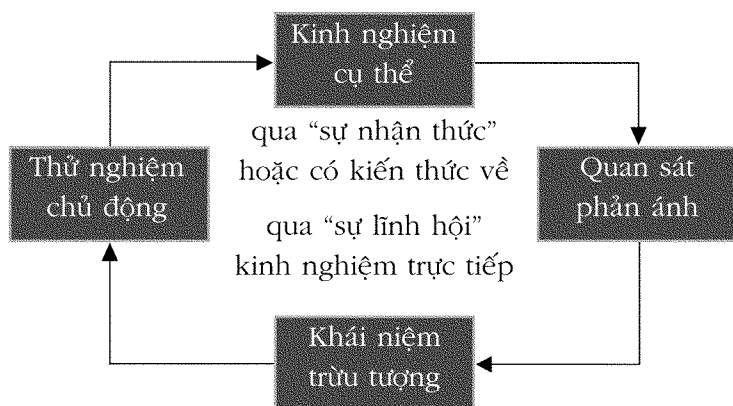 Kinh nghiệm
cụ thể
qua “sự nhận thức”
hoặc có kiến thức về
Thử nghiệm
chủ động
Quan sát
phản ánh
qua “sự lĩnh hội”
kinh nghiệm trực tiếp
Khái niệm
trừu tượng